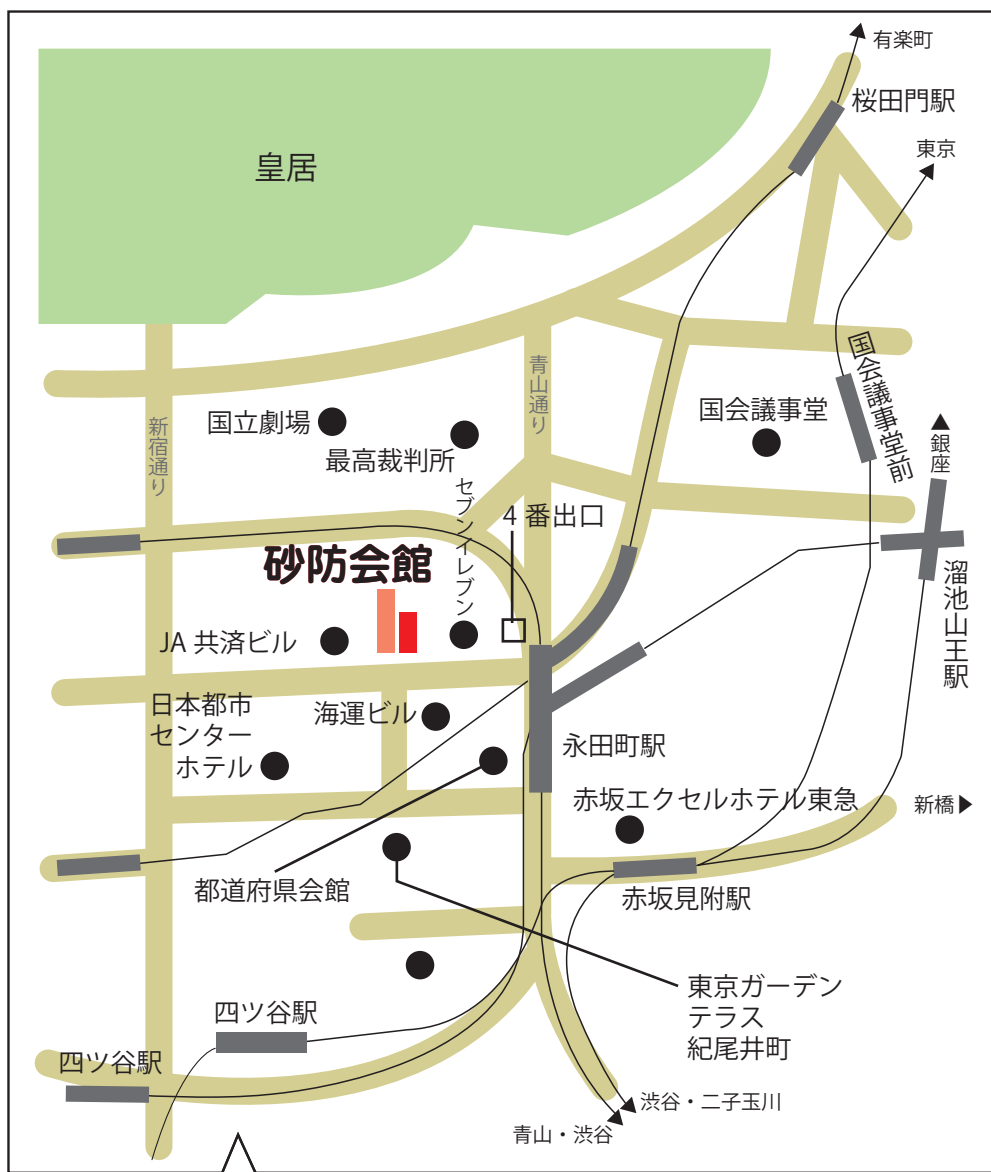 有楽町
桜田門駅
東京
皇居
青山通り
国会議事堂前
国立劇場
国会議事堂
新宿通り
銀座
最高裁判所
セブンイレブン
4 番出口
砂防会館
溜池山王駅
JA 共済ビル
日本都市
センター
ホテル
海運ビル
永田町駅
赤坂エクセルホテル東急
新橋
都道府県会館
赤坂見附駅
東京ガーデン
テラス
紀尾井町
四ツ谷駅
四ツ谷駅
渋谷・二子玉川
青山・渋谷